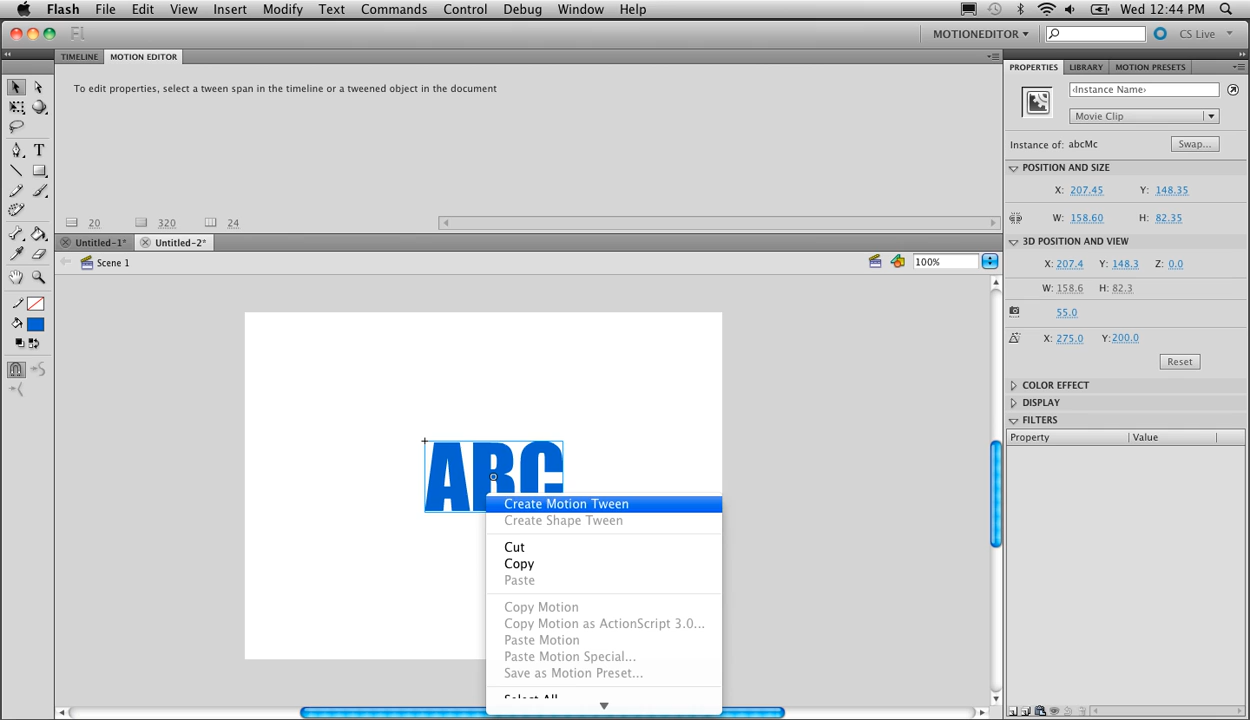 Flash File Edit View Insert Modify Text Commands Control Debug Window Help Wed 12:44 PM
Fl MOTIONEDITOR CS Live
TIMELINE MOTION EDITOR
To edit properties, select a tween span in the timeline or a tweened object in the document
20 320 24
Untitled-1* Untitled-2*
Scene 1 100%
ABC
Create Motion Tween
Create Shape Tween
Cut
Copy
Paste
Copy Motion
Copy Motion as ActionScript 3.0...
Paste Motion
Paste Motion Special...
Save as Motion Preset...
Select All
PROPERTIES LIBRARY MOTION PRESETS
‹Instance Name›
Movie Clip
Instance of: abcMc Swap...
POSITION AND SIZE
X: 207.45 Y: 148.35
W: 158.60 H: 82.35
3D POSITION AND VIEW
X: 207.4 Y: 148.3 Z: 0.0
W: 158.6 H: 82.3
55.0
X: 275.0 Y: 200.0
Reset
COLOR EFFECT
DISPLAY
FILTERS
Property Value